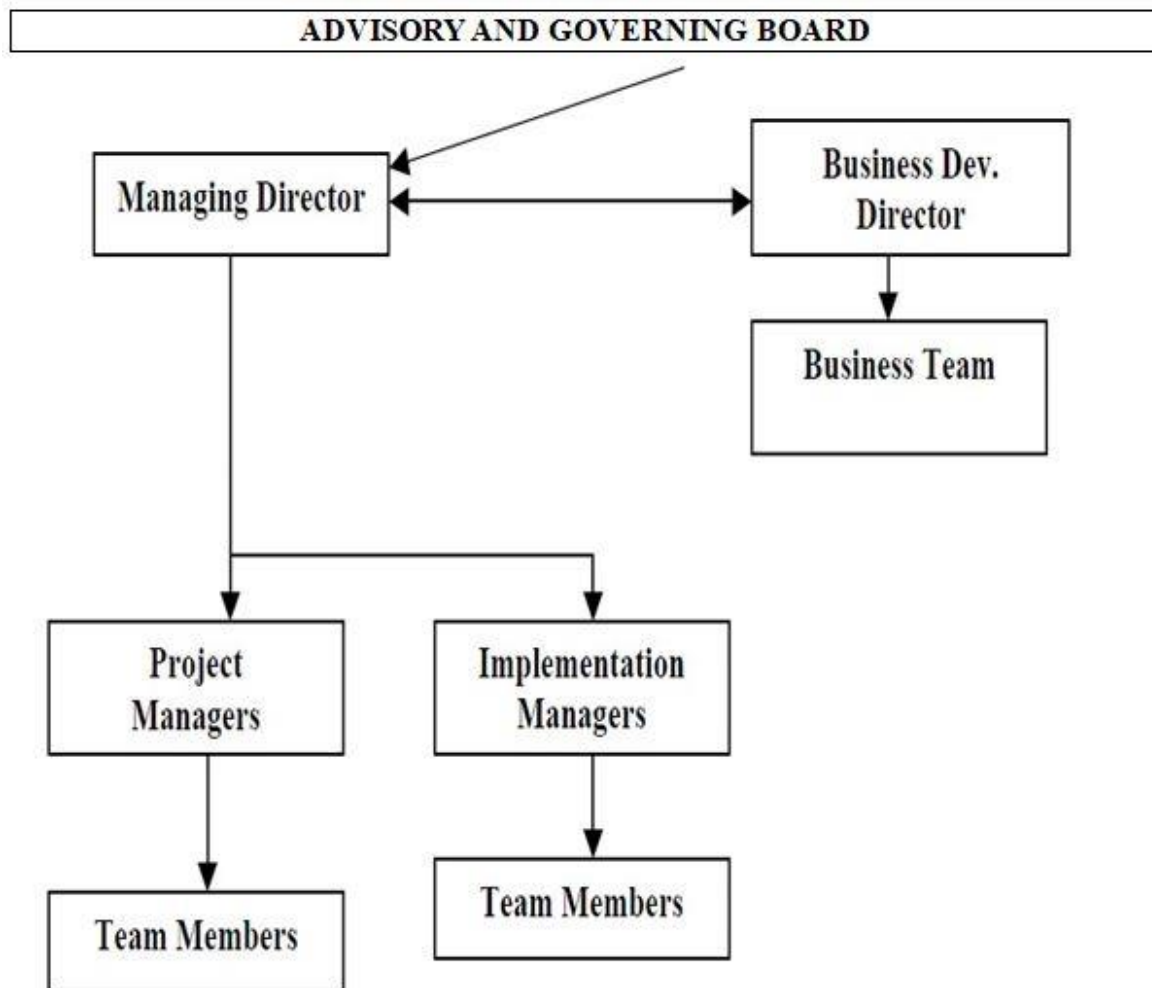 ADVISORY AND GOVERNING BOARD
Managing Director
Business Dev.
Director
Business Team
Project
Managers
Implementation
Managers
Team Members
Team Members